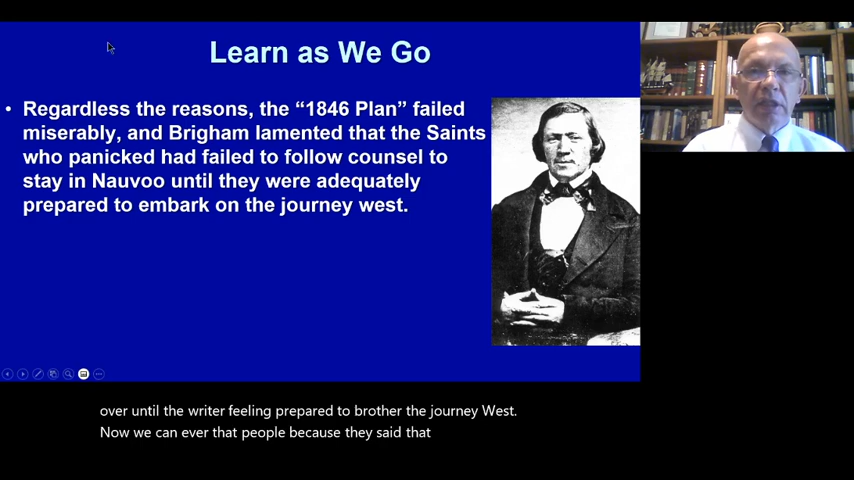 Learn as We Go
• Regardless the reasons, the “1846 Plan” failed
miserably, and Brigham lamented that the Saints
who panicked had failed to follow counsel to
stay in Nauvoo until they were adequately
prepared to embark on the journey west.
over until the writer feeling prepared to brother the journey West.
Now we can ever that people because they said that